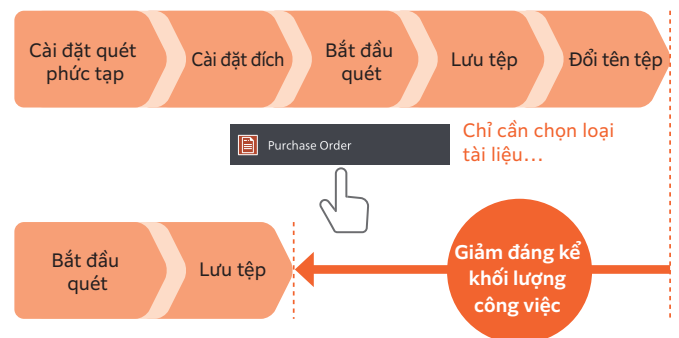 Cài đặt quét
phức tạp
Cài đặt đích
Bắt đầu
quét
Lưu tệp
Đổi tên tệp
Purchase Order
Chỉ cần chọn loại
tài liệu...
Bắt đầu
quét
Lưu tệp
Giảm đáng kể
khối lượng
công việc